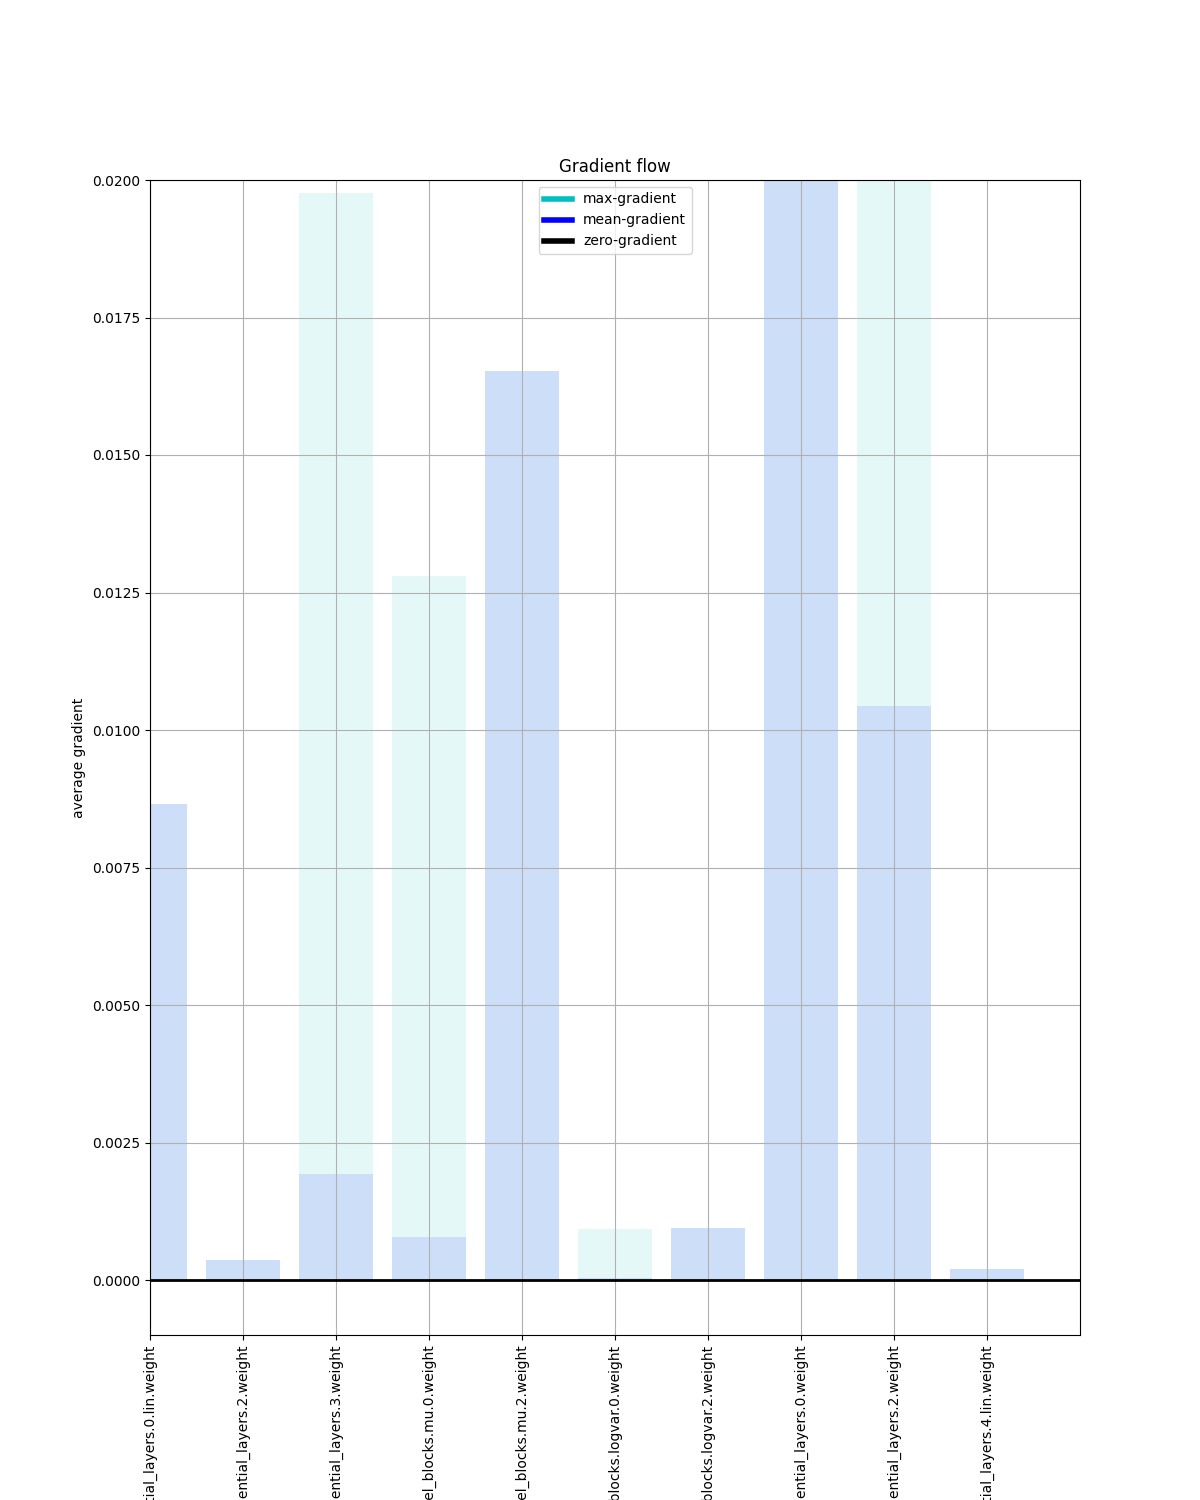 Gradient flow
max-gradient
mean-gradient
zero-gradient
0.0200
0.0175
0.0150
0.0125
0.0100
0.0075
0.0050
0.0025
0.0000
average gradient
tial_layers.0.lin.weight
ential_layers.2.weight
ential_layers.3.weight
el_blocks.mu.0.weight
el_blocks.mu.2.weight
blocks.logvar.0.weight
blocks.logvar.2.weight
ential_layers.0.weight
ential_layers.2.weight
tial_layers.4.lin.weight